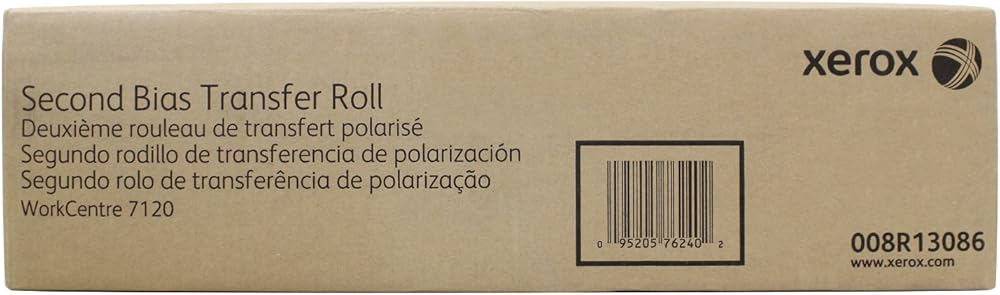 xerox
Second Bias Transfer Roll
Deuxième rouleau de transfert polarisé
Segundo rodillo de transferencia de polarización
Segundo rolo de transferência de polarização
WorkCentre 7120
0 95205 76240 2
008R13086
www.xerox.com